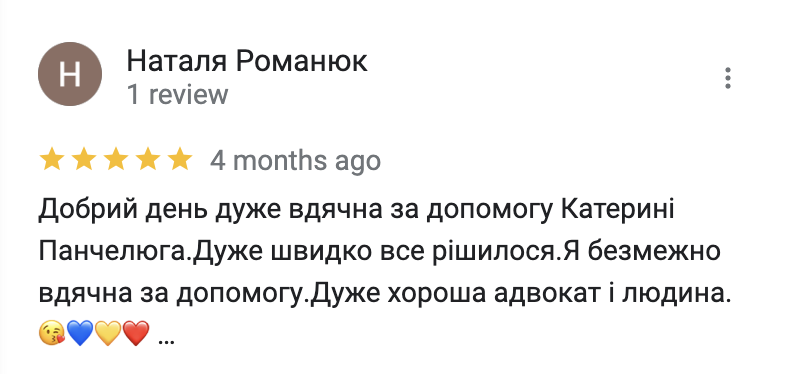 Н
Наталя Романюк
1 review
4 months ago
Добрий день дуже вдячна за допомогу Катерині
Панчелюга.Дуже швидко все рішилося.Я безмежно
вдячна за допомогу.Дуже хороша адвокат і людина.
😘💙💛❤️ ...